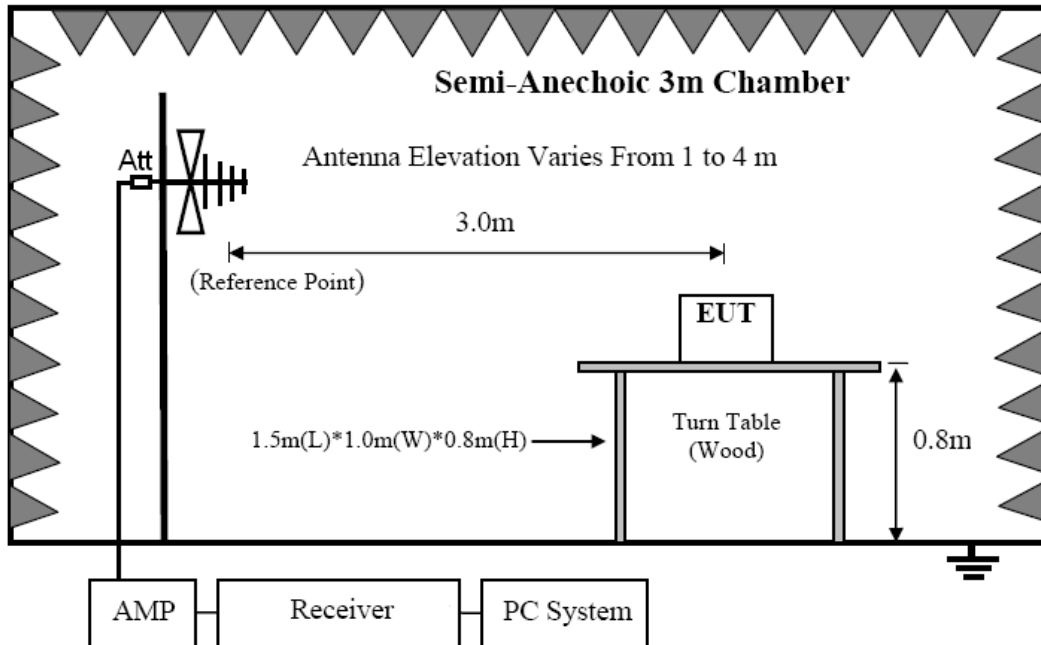 Semi-Anechoic 3m Chamber
Att
Antenna Elevation Varies From 1 to 4 m
3.0m
(Reference Point)
EUT
1.5m(L)*1.0m(W)*0.8m(H)
Turn Table
(Wood)
0.8m
AMP
Receiver
PC System